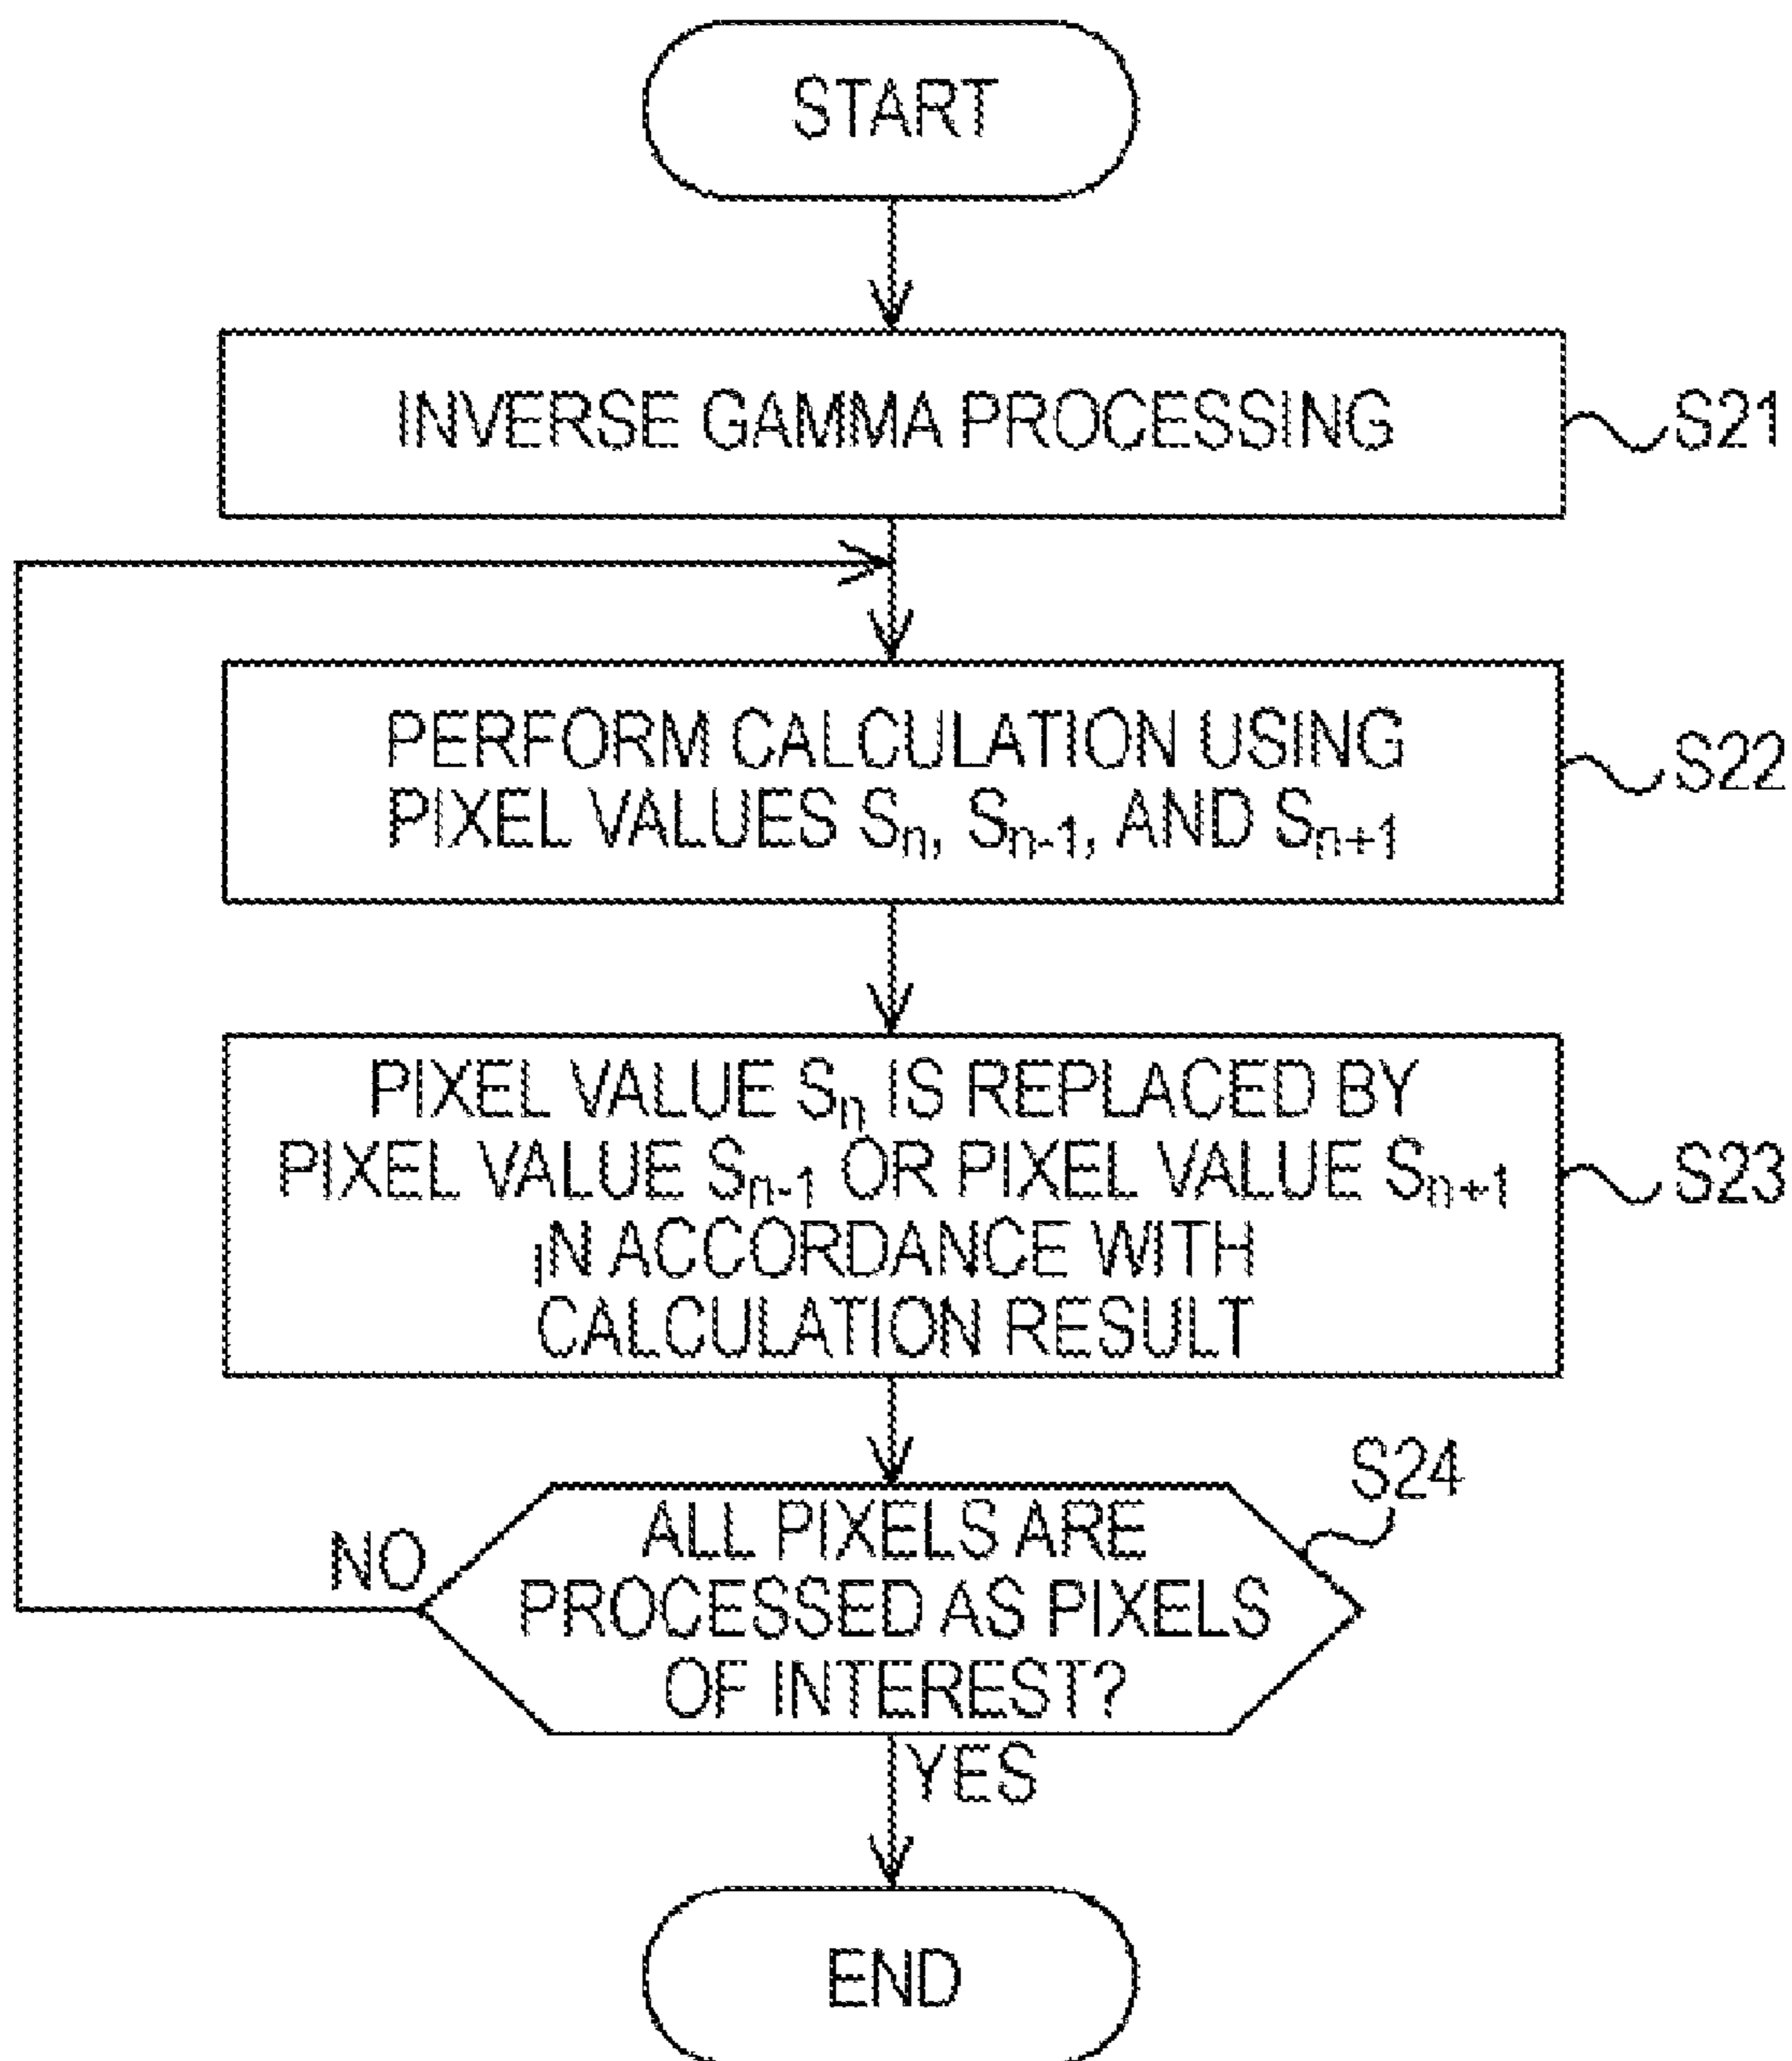 START
INVERSE GAMMA PROCESSING
S21
PERFORM CALCULATION USING
PIXEL VALUES Sₙ, Sₙ₋₁, AND Sₙ₊₁
S22
PIXEL VALUE Sₙ IS REPLACED BY
PIXEL VALUE Sₙ₋₁ OR PIXEL VALUE Sₙ₊₁
IN ACCORDANCE WITH
CALCULATION RESULT
S23
S24
ALL PIXELS ARE
PROCESSED AS PIXELS
OF INTEREST?
NO
YES
END